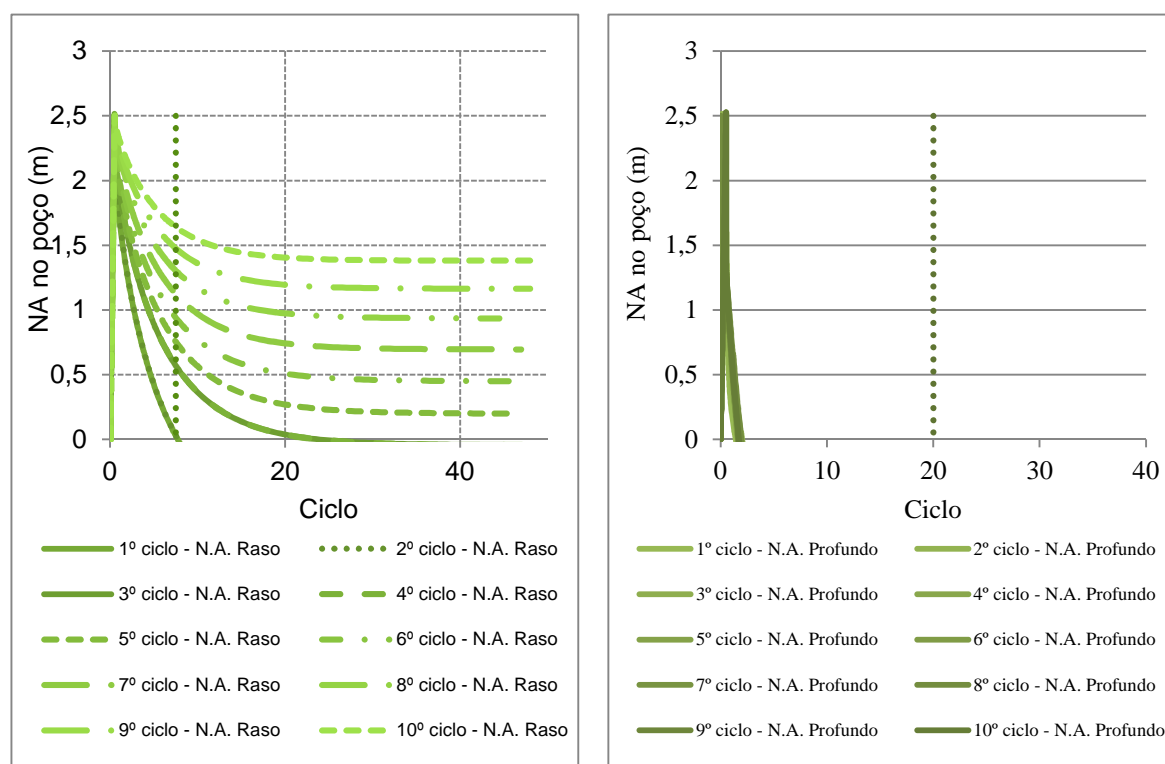 3
2,5
2
1,5
1
0,5
0
NA no poço (m)
0 20 40
Ciclo
1º ciclo - N.A. Raso 2º ciclo - N.A. Raso
3º ciclo - N.A. Raso 4º ciclo - N.A. Raso
5º ciclo - N.A. Raso 6º ciclo - N.A. Raso
7º ciclo - N.A. Raso 8º ciclo - N.A. Raso
9º ciclo - N.A. Raso 10º ciclo - N.A. Raso
3
2,5
2
1,5
1
0,5
0
NA no poço (m)
0 10 20 30 40
Ciclo
1º ciclo - N.A. Profundo 2º ciclo - N.A. Profundo
3º ciclo - N.A. Profundo 4º ciclo - N.A. Profundo
5º ciclo - N.A. Profundo 6º ciclo - N.A. Profundo
7º ciclo - N.A. Profundo 8º ciclo - N.A. Profundo
9º ciclo - N.A. Profundo 10º ciclo - N.A. Profundo